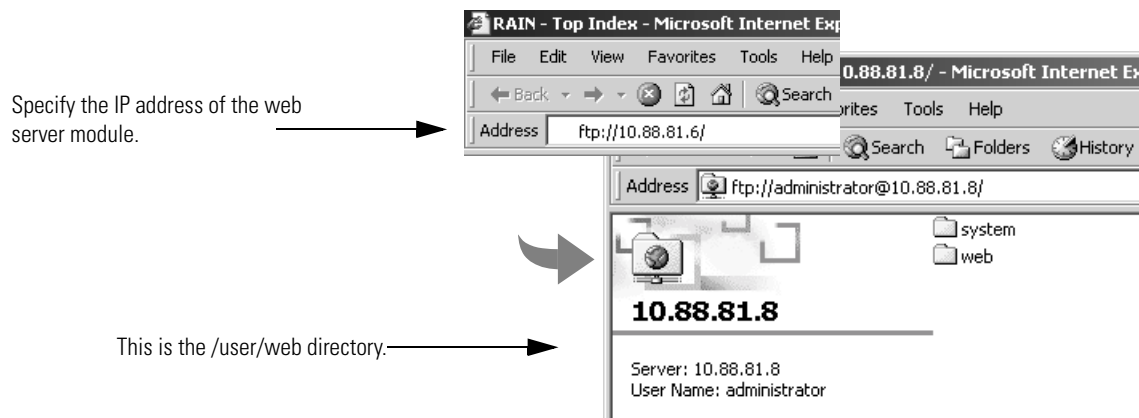 RAIN - Top Index - Microsoft Internet Exp
File Edit View Favorites Tools Help
Back Search
Address ftp://10.88.81.6/
Specify the IP address of the web
server module.
0.88.81.8/ - Microsoft Internet Ex
Tools Help
Search Folders History
Address ftp://administrator@10.88.81.8/
system
web
10.88.81.8
This is the /user/web directory.
Server: 10.88.81.8
User Name: administrator